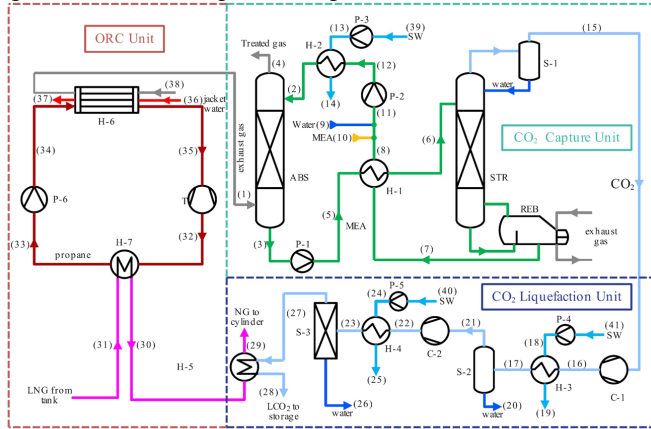 ORC Unit
(38)
(37)
(36)
jacket
water
H-6
(34)
(35)
P-6
T
(33)
(32)
H-7
propane
(31)
(30)
H-5
LNG from
tank
exhaust gas
Treated gas
(4)
(13)
P-3
(39)
SW
H-2
(12)
(2)
(14)
P-2
(11)
Water(9)
MEA(10)
(8)
ABS
(1)
H-1
(5)
MEA
(3)
P-1
(6)
(7)
(15)
S-1
water
CO2 Capture Unit
STR
CO2
REB
exhaust
gas
CO2 Liquefaction Unit
NG to
cylinder
(27)
(29)
(28)
LCO2 to
storage
S-3
(26)
water
(23)
(24)
P-5
(40)
SW
H-4
(22)
(25)
C-2
(21)
S-2
(20)
water
(17)
(18)
P-4
(41)
SW
(16)
H-3
(19)
C-1